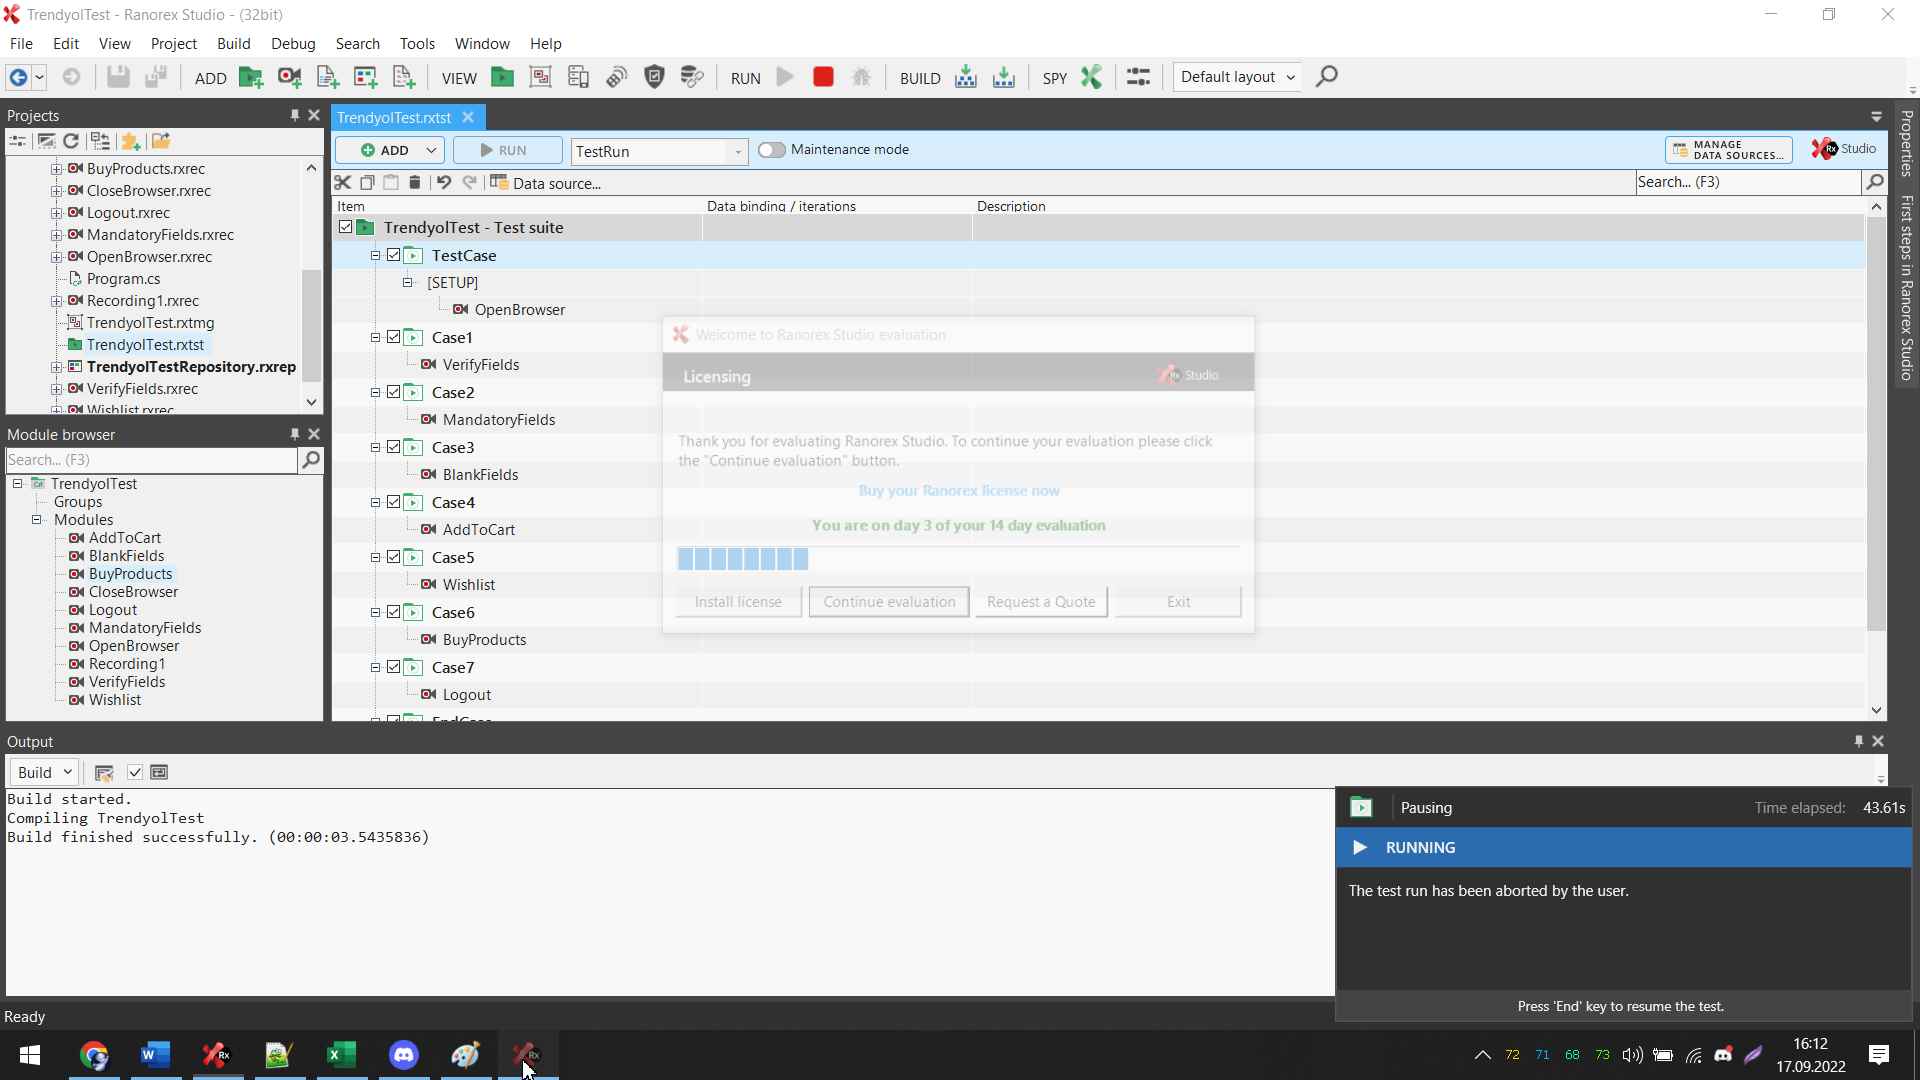 TrendyolTest - Ranorex Studio - (32bit)
File Edit View Project Build Debug Search Tools Window Help
ADD VIEW RUN BUILD SPY Default layout
Projects
BuyProducts.rxrec
CloseBrowser.rxrec
Logout.rxrec
MandatoryFields.rxrec
OpenBrowser.rxrec
Program.cs
Recording1.rxrec
TrendyolTest.rxtmg
TrendyolTest.rxtst
TrendyolTestRepository.rxrep
VerifyFields.rxrec
Wishlist.rxrec
Module browser
Search... (F3)
TrendyolTest
Groups
Modules
AddToCart
BlankFields
BuyProducts
CloseBrowser
Logout
MandatoryFields
OpenBrowser
Recording1
VerifyFields
Wishlist
TrendyolTest.rxtst
ADD RUN TestRun Maintenance mode MANAGE DATA SOURCES... Rx Studio
Data source... Search... (F3)
Item Data binding / iterations Description
TrendyolTest - Test suite
TestCase
[SETUP]
OpenBrowser
Case1
VerifyFields
Case2
MandatoryFields
Case3
BlankFields
Case4
AddToCart
Case5
Wishlist
Case6
BuyProducts
Case7
Logout
EndCase
Welcome to Ranorex Studio evaluation
Licensing Rx Studio
Thank you for evaluating Ranorex Studio. To continue your evaluation please click
the "Continue evaluation" button.
Buy your Ranorex license now
You are on day 3 of your 14 day evaluation
Install license Continue evaluation Request a Quote Exit
Properties
First steps in Ranorex Studio
Output
Build
Build started.
Compiling TrendyolTest
Build finished successfully. (00:00:03.5435836)
Pausing Time elapsed: 43.61s
RUNNING
The test run has been aborted by the user.
Press 'End' key to resume the test.
Ready
72 71 68 73
16:12
17.09.2022